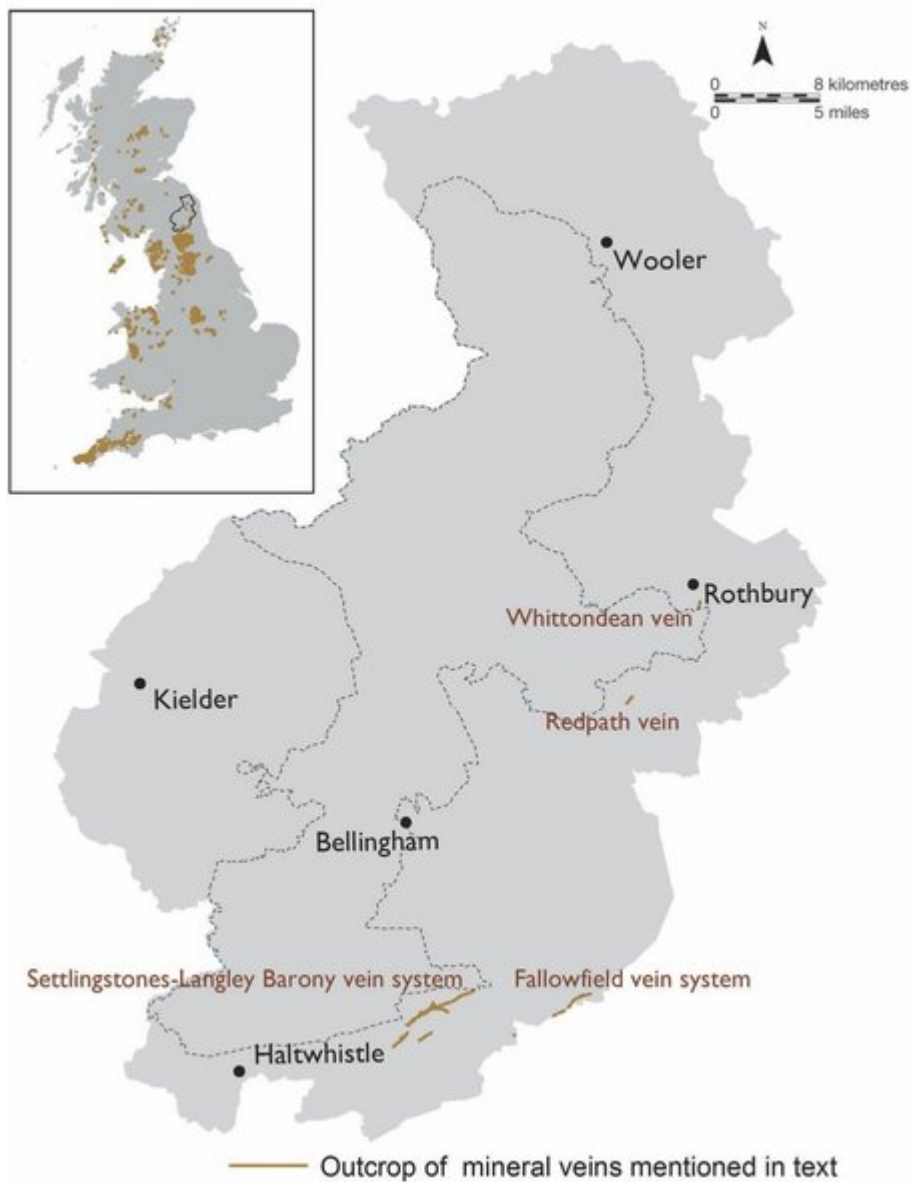 N
0 8 kilometres
0 5 miles
Wooler
Rothbury
Whittondean vein
Kielder
Redpath vein
Bellingham
Settlingstones-Langley Barony vein system
Fallowfield vein system
Haltwhistle
Outcrop of mineral veins mentioned in text